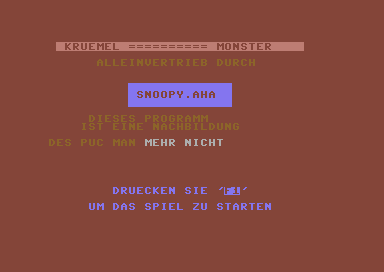 KRUEMEL ========== MONSTER
ALLEINVERTRIEB DURCH
SNOOPY.AHA
DIESES PROGRAMM
IST EINE NACHBILDUNG
DES PUC MAN MEHR NICHT
DRUECKEN SIE
UM DAS SPIEL ZU STARTEN